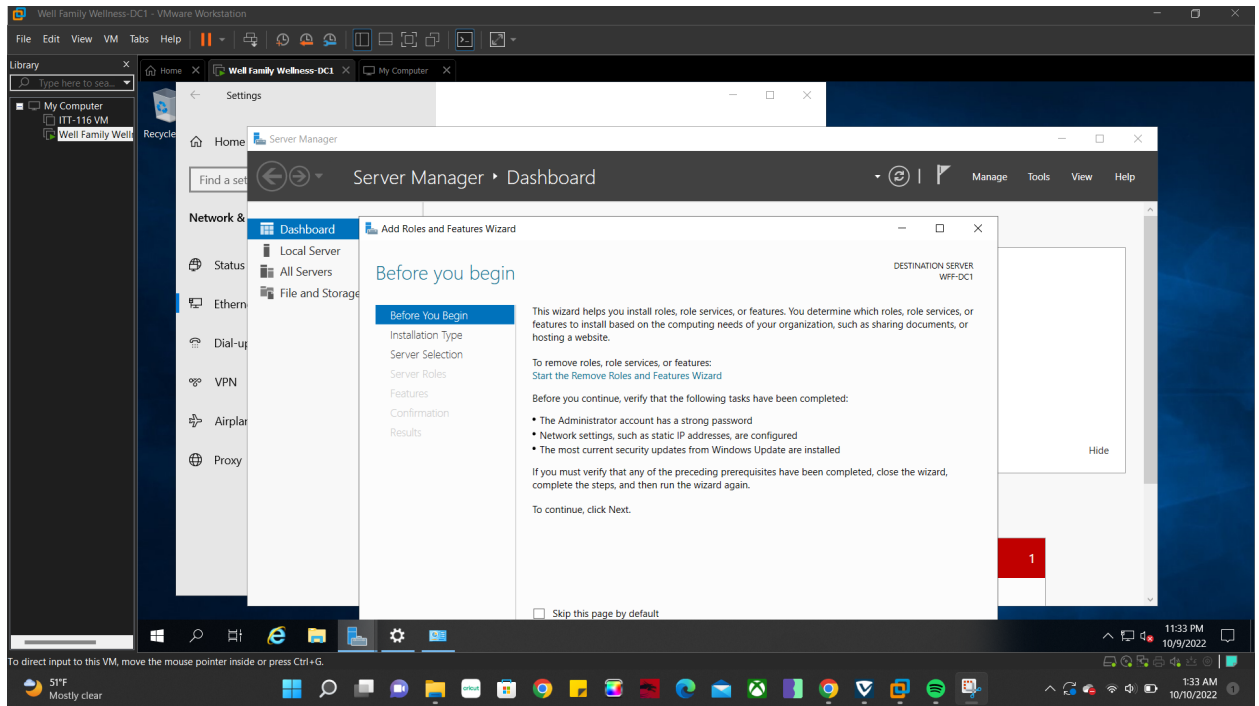 Well Family Wellness-DC1 - VMware Workstation
File Edit View VM Tabs Help
Library X
Home X Well Family Wellness-DC1 X My Computer X
Type here to sea...
My Computer
ITT-116 VM
Well Family Well
Recycle
Settings
Home
Find a set
Network &
Status
Ethern
Dial-up
VPN
Airplan
Proxy
Server Manager
Server Manager ‣ Dashboard
Manage Tools View Help
Dashboard
Local Server
All Servers
File and Storage
Add Roles and Features Wizard
Before you begin
DESTINATION SERVER
WFF-DC1
Before You Begin
Installation Type
Server Selection
Server Roles
Features
Confirmation
Results
This wizard helps you install roles, role services, or features. You determine which roles, role services, or
features to install based on the computing needs of your organization, such as sharing documents, or
hosting a website.
To remove roles, role services, or features:
Start the Remove Roles and Features Wizard
Before you continue, verify that the following tasks have been completed:
• The Administrator account has a strong password
• Network settings, such as static IP addresses, are configured
• The most current security updates from Windows Update are installed
If you must verify that any of the preceding prerequisites have been completed, close the wizard,
complete the steps, and then run the wizard again.
To continue, click Next.
Skip this page by default
Hide
1
11:33 PM
10/9/2022
To direct input to this VM, move the mouse pointer inside or press Ctrl+G.
51°F
Mostly clear
cricut
1:33 AM
10/10/2022
1